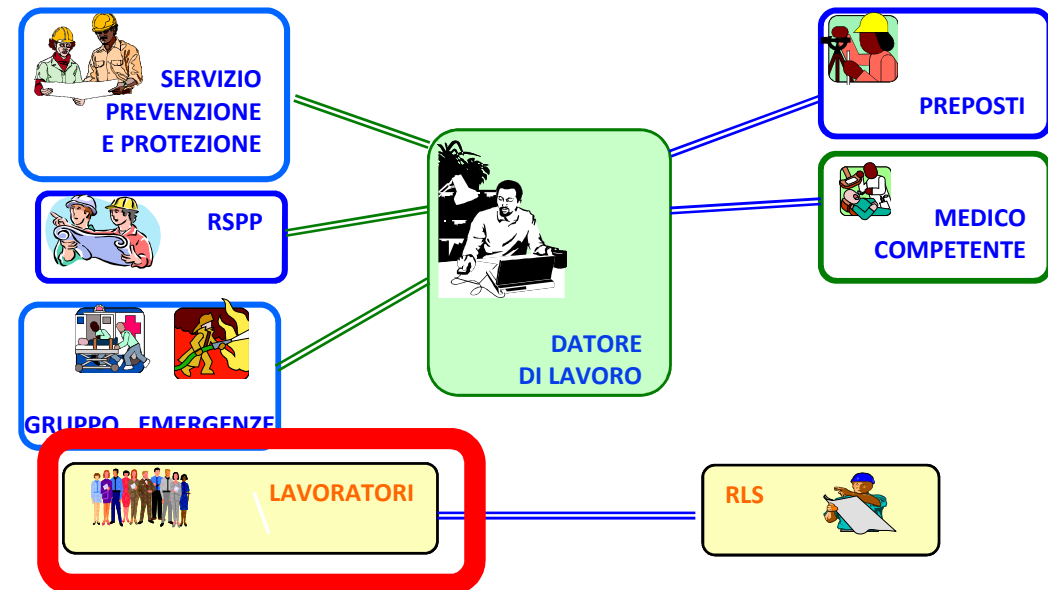 SERVIZIO
PREVENZIONE
E PROTEZIONE
RSPP
GRUPPO EMERGENZE
LAVORATORI
DATORE
DI LAVORO
PREPOSTI
MEDICO
COMPETENTE
RLS